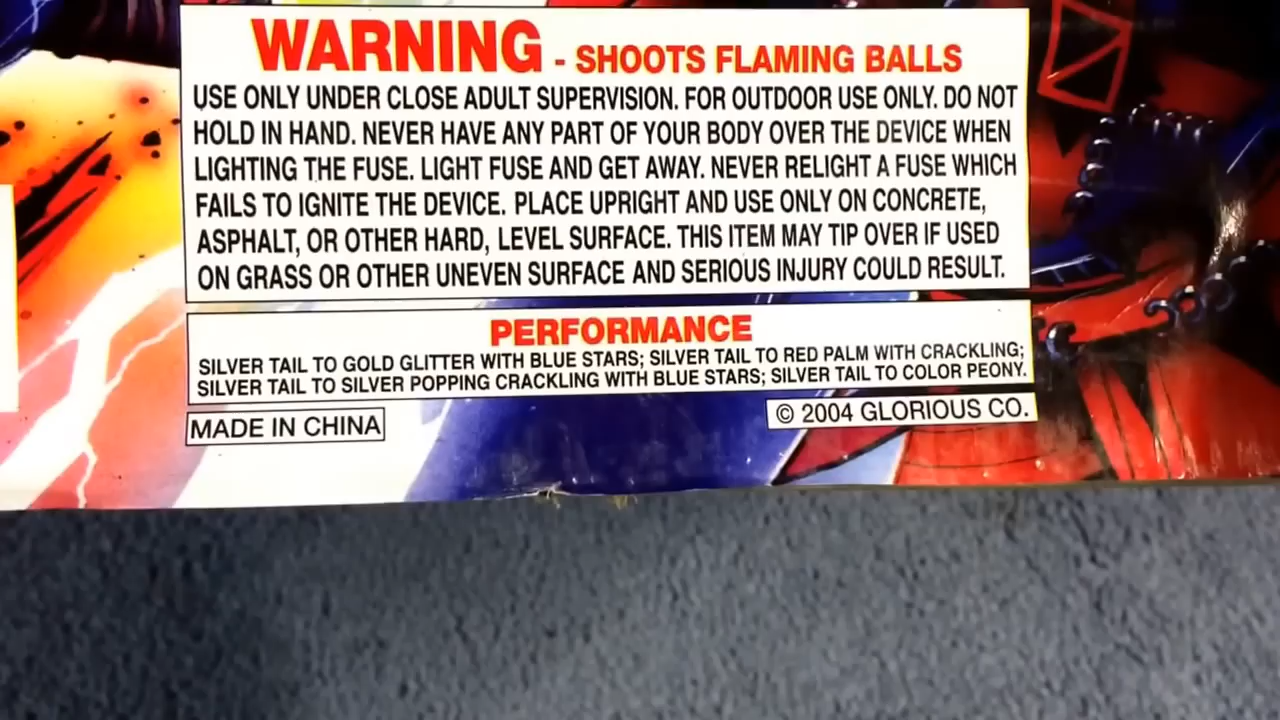 WARNING - SHOOTS FLAMING BALLS
USE ONLY UNDER CLOSE ADULT SUPERVISION. FOR OUTDOOR USE ONLY. DO NOT
HOLD IN HAND. NEVER HAVE ANY PART OF YOUR BODY OVER THE DEVICE WHEN
LIGHTING THE FUSE. LIGHT FUSE AND GET AWAY. NEVER RELIGHT A FUSE WHICH
FAILS TO IGNITE THE DEVICE. PLACE UPRIGHT AND USE ONLY ON CONCRETE,
ASPHALT, OR OTHER HARD, LEVEL SURFACE. THIS ITEM MAY TIP OVER IF USED
ON GRASS OR OTHER UNEVEN SURFACE AND SERIOUS INJURY COULD RESULT.
PERFORMANCE
SILVER TAIL TO GOLD GLITTER WITH BLUE STARS; SILVER TAIL TO RED PALM WITH CRACKLING;
SILVER TAIL TO SILVER POPPING CRACKLING WITH BLUE STARS; SILVER TAIL TO COLOR PEONY.
MADE IN CHINA
© 2004 GLORIOUS CO.